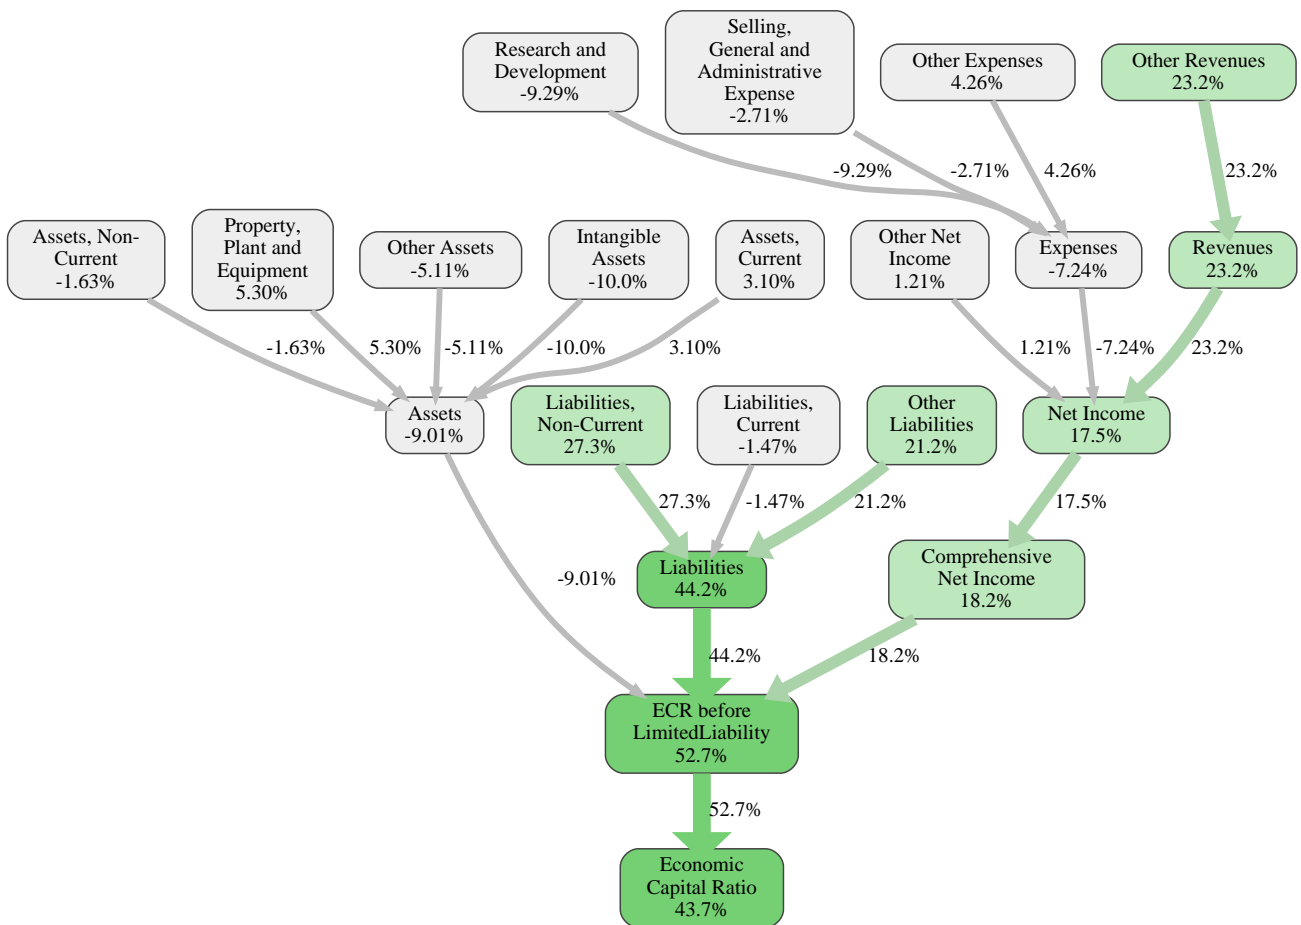 Research and
Development
-9.29%
Selling,
General and
Administrative
Expense
-2.71%
Other Expenses
4.26%
Other Revenues
23.2%
-9.29%
-2.71%
4.26%
23.2%
Assets, Non-
Current
-1.63%
Property,
Plant and
Equipment
5.30%
Other Assets
-5.11%
Intangible
Assets
-10.0%
Assets,
Current
3.10%
Other Net
Income
1.21%
Expenses
-7.24%
Revenues
23.2%
-1.63%
5.30%
-5.11%
-10.0%
3.10%
1.21%
-7.24%
23.2%
Assets
-9.01%
Liabilities,
Non-Current
27.3%
Liabilities,
Current
-1.47%
Other
Liabilities
21.2%
Net Income
17.5%
27.3%
-1.47%
21.2%
17.5%
-9.01%
Liabilities
44.2%
Comprehensive
Net Income
18.2%
44.2%
18.2%
ECR before
LimitedLiability
52.7%
52.7%
Economic
Capital Ratio
43.7%